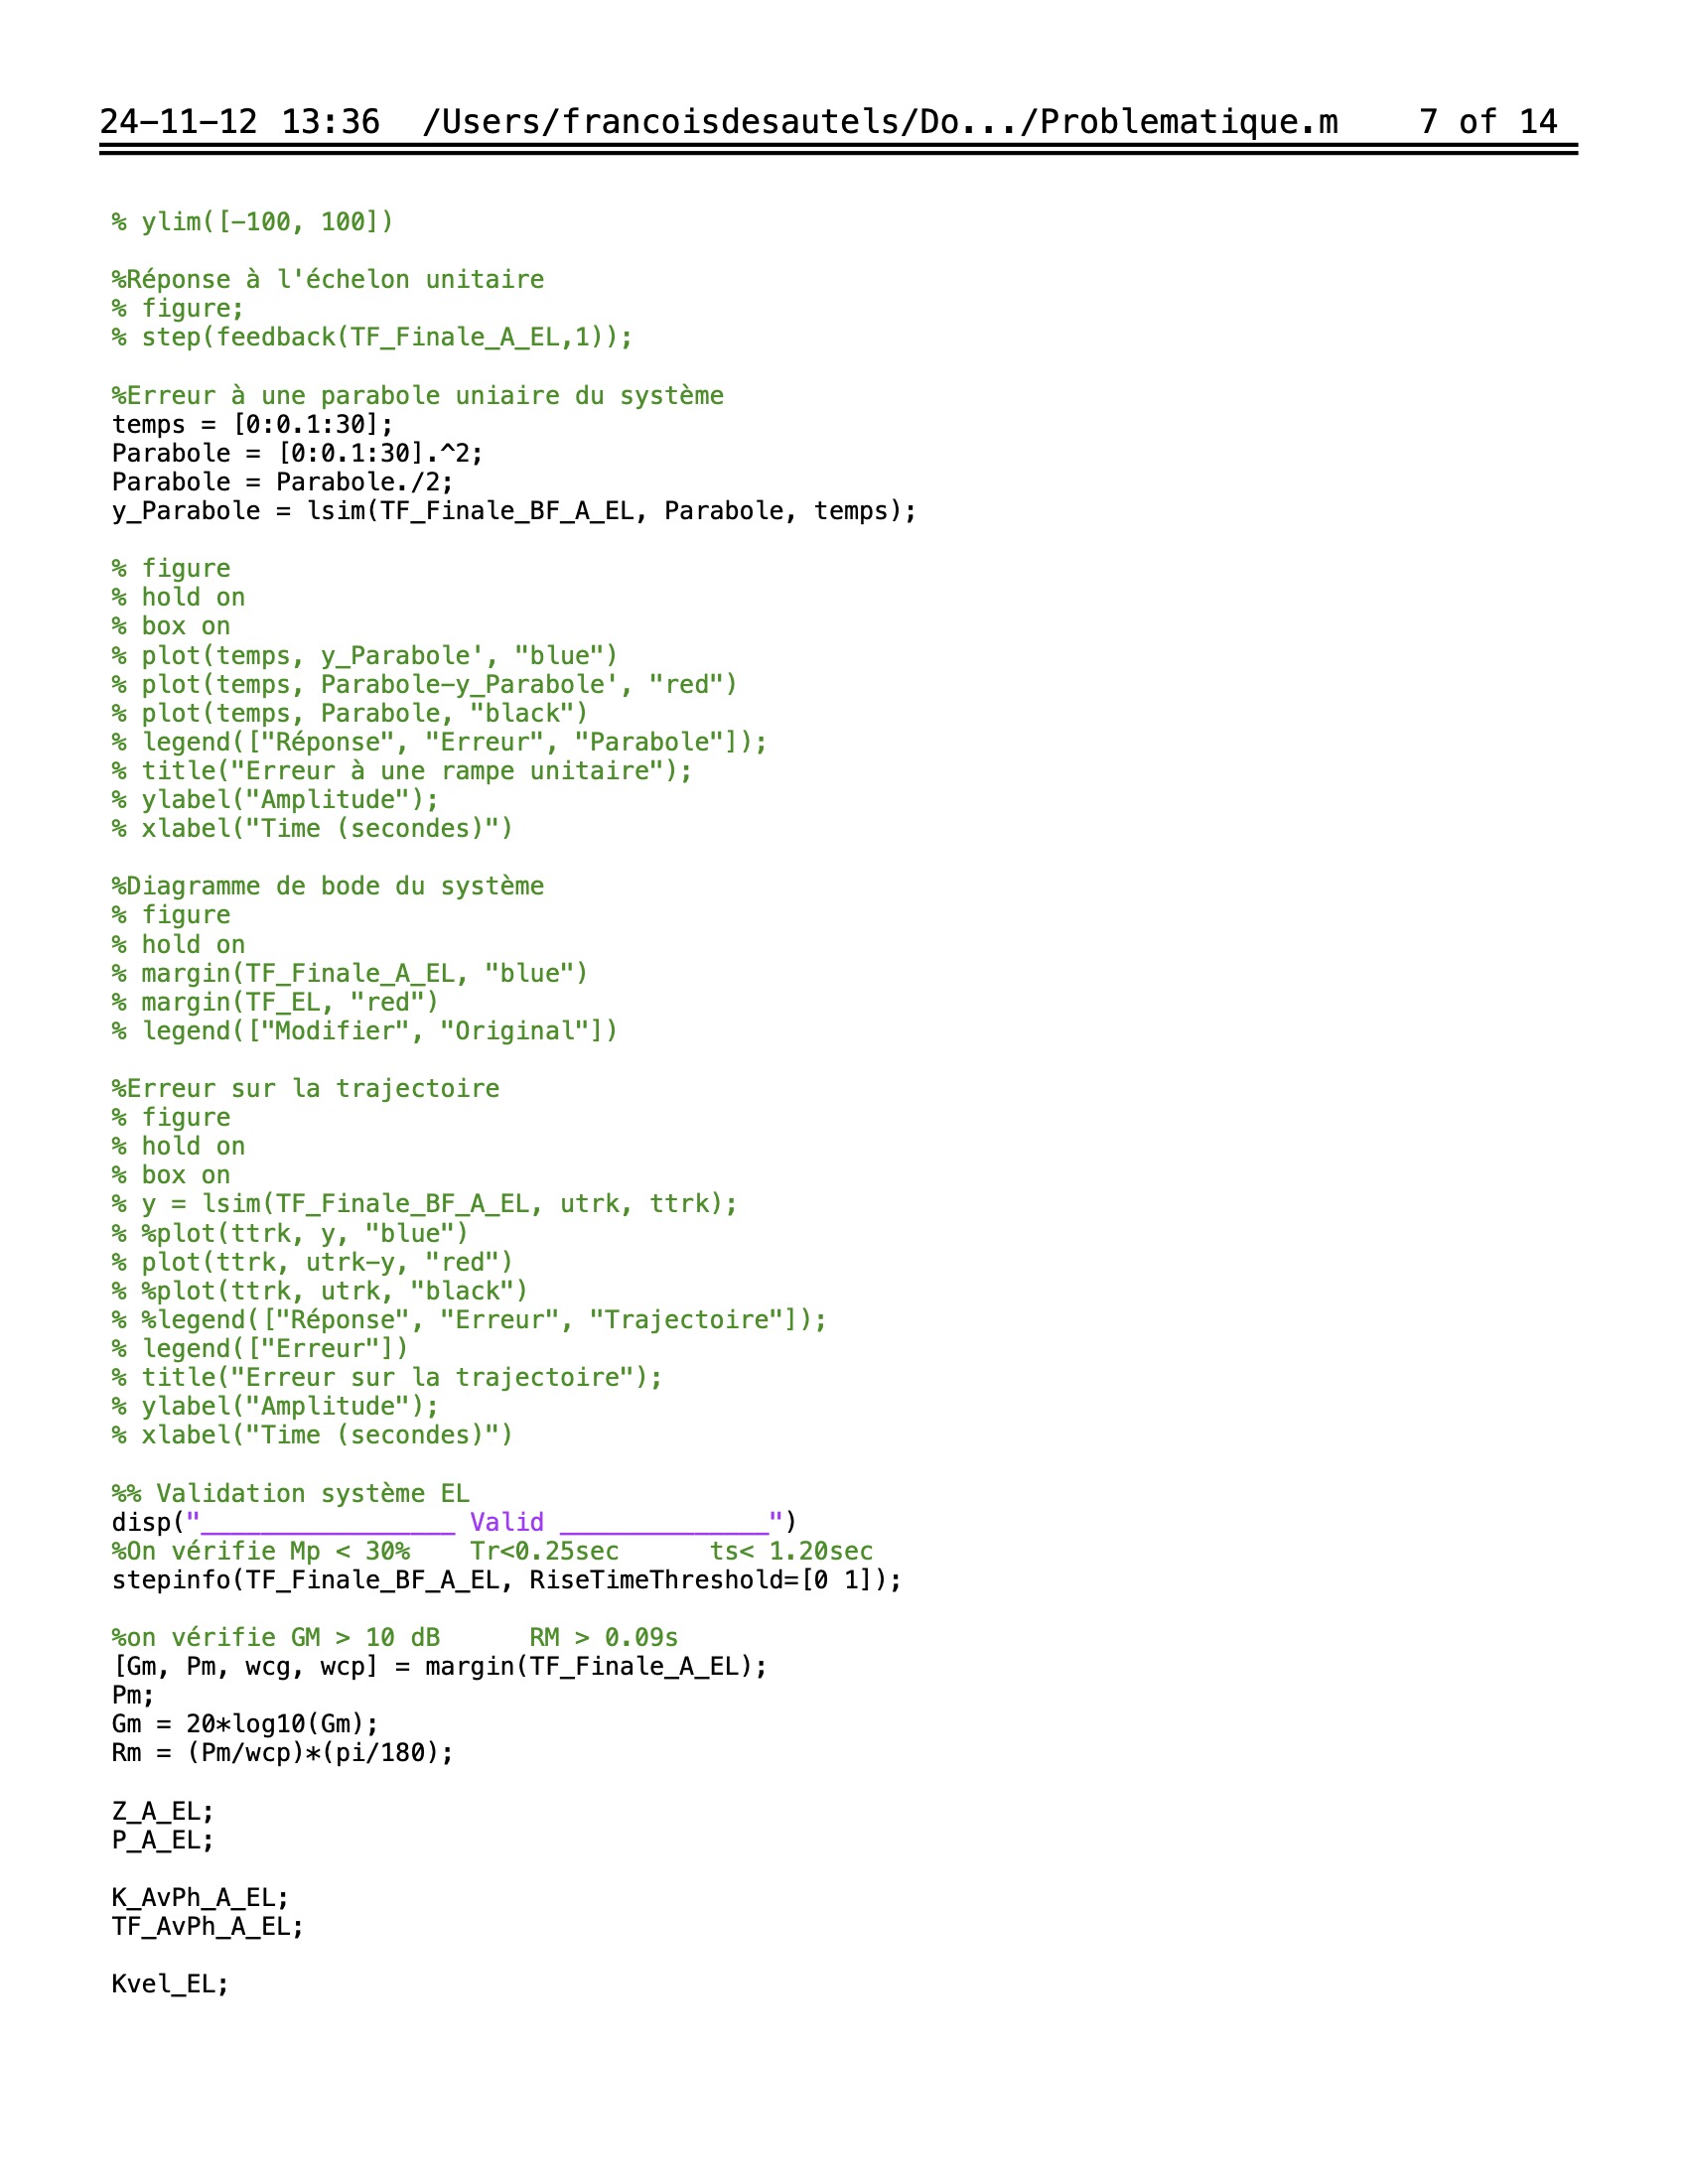 24-11-12 13:36  /Users/francoisdesautels/Do.../Problematique.m    7 of 14
% ylim([-100, 100])
%Réponse à l'échelon unitaire
% figure;
% step(feedback(TF_Finale_A_EL,1));
%Erreur à une parabole uniaire du système
temps = [0:0.1:30];
Parabole = [0:0.1:30].^2;
Parabole = Parabole./2;
y_Parabole = lsim(TF_Finale_BF_A_EL, Parabole, temps);
% figure
% hold on
% box on
% plot(temps, y_Parabole', "blue")
% plot(temps, Parabole-y_Parabole', "red")
% plot(temps, Parabole, "black")
% legend(["Réponse", "Erreur", "Parabole"]);
% title("Erreur à une rampe unitaire");
% ylabel("Amplitude");
% xlabel("Time (secondes)")
%Diagramme de bode du système
% figure
% hold on
% margin(TF_Finale_A_EL, "blue")
% margin(TF_EL, "red")
% legend(["Modifier", "Original"])
%Erreur sur la trajectoire
% figure
% hold on
% box on
% y = lsim(TF_Finale_BF_A_EL, utrk, ttrk);
% %plot(ttrk, y, "blue")
% plot(ttrk, utrk-y, "red")
% %plot(ttrk, utrk, "black")
% %legend(["Réponse", "Erreur", "Trajectoire"]);
% legend(["Erreur"])
% title("Erreur sur la trajectoire");
% ylabel("Amplitude");
% xlabel("Time (secondes)")
%% Validation système EL
disp("_________________ Valid ______________")
%On vérifie Mp < 30%    Tr<0.25sec      ts< 1.20sec
stepinfo(TF_Finale_BF_A_EL, RiseTimeThreshold=[0 1]);
%on vérifie GM > 10 dB      RM > 0.09s
[Gm, Pm, wcg, wcp] = margin(TF_Finale_A_EL);
Pm;
Gm = 20*log10(Gm);
Rm = (Pm/wcp)*(pi/180);
Z_A_EL;
P_A_EL;
K_AvPh_A_EL;
TF_AvPh_A_EL;
Kvel_EL;